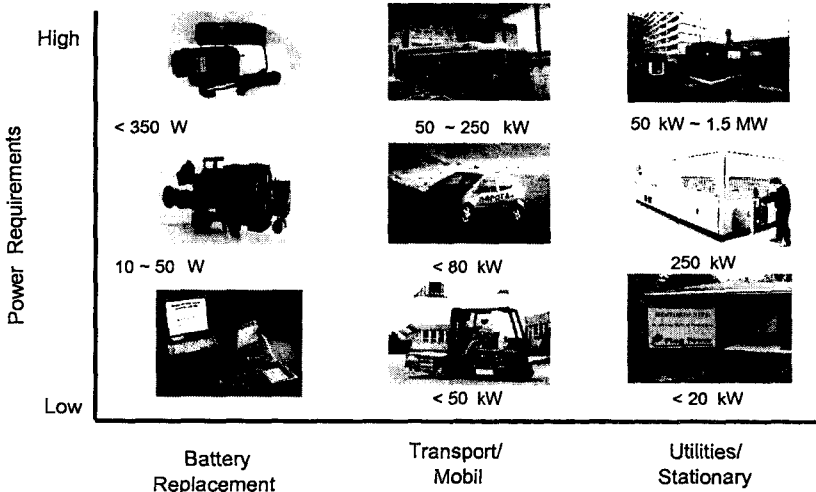 High
< 350 W
50 ~ 250 kW
50 kW ~ 1.5 MW
Power Requirements
10 ~ 50 W
< 80 kW
250 kW
Low
< 50 kW
< 20 kW
Battery
Replacement
Transport/
Mobil
Utilities/
Stationary